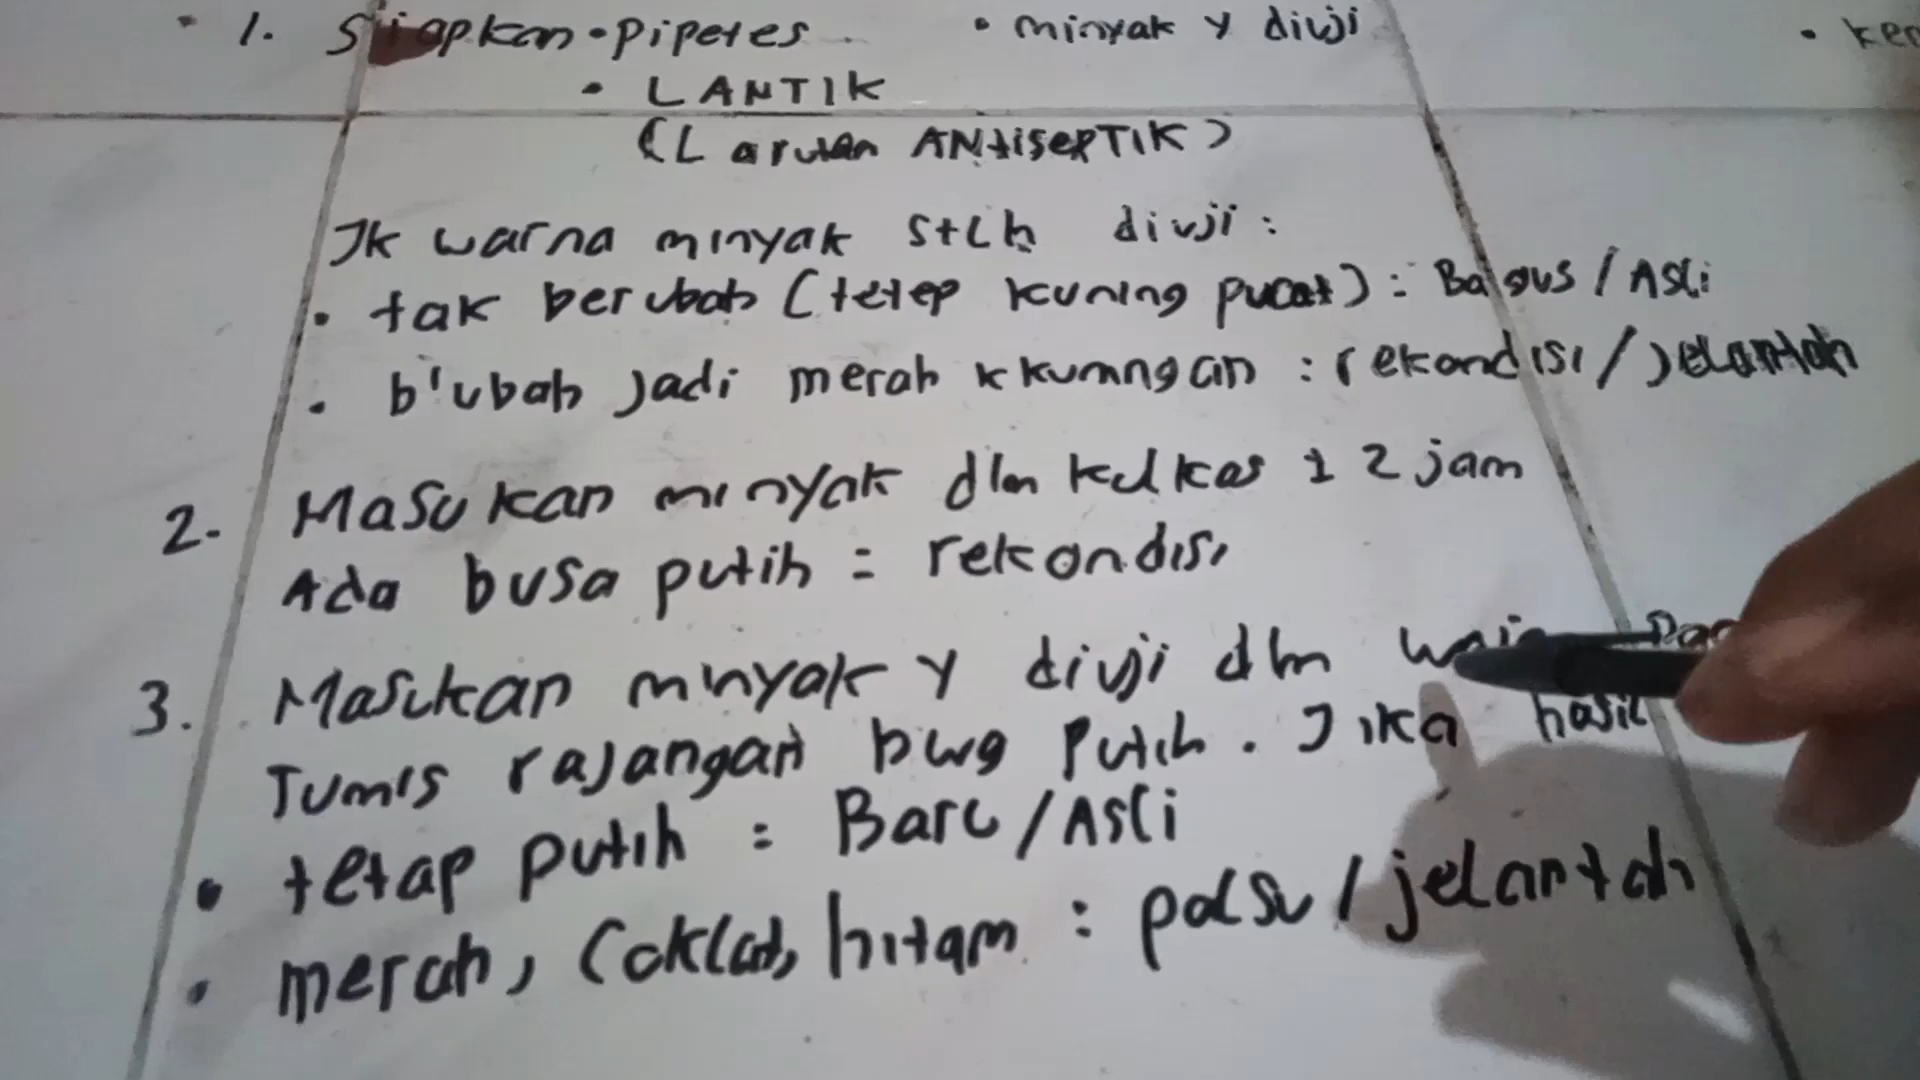 1. Siapkan • pipetes • minyak y diuji • ker
• LANTIK
(Larutan ANtisepTIK)
Jk warna minyak stlh diuji :
• tak berubah (tetep kuning pucat) : Bagus / Asli
• b'ubah jadi merah kkuningan : rekondisi / jelantah
2. Masukan minyak dlm kulkas ± 2 jam
Ada busa putih = rekondisi
3. Masukan minyak y diuji dlm
Tumis rajangan bwg putih. Jika hasil
• tetap putih = Baru / Asli
• merah, Coklat, hitam : palsu / jelantah